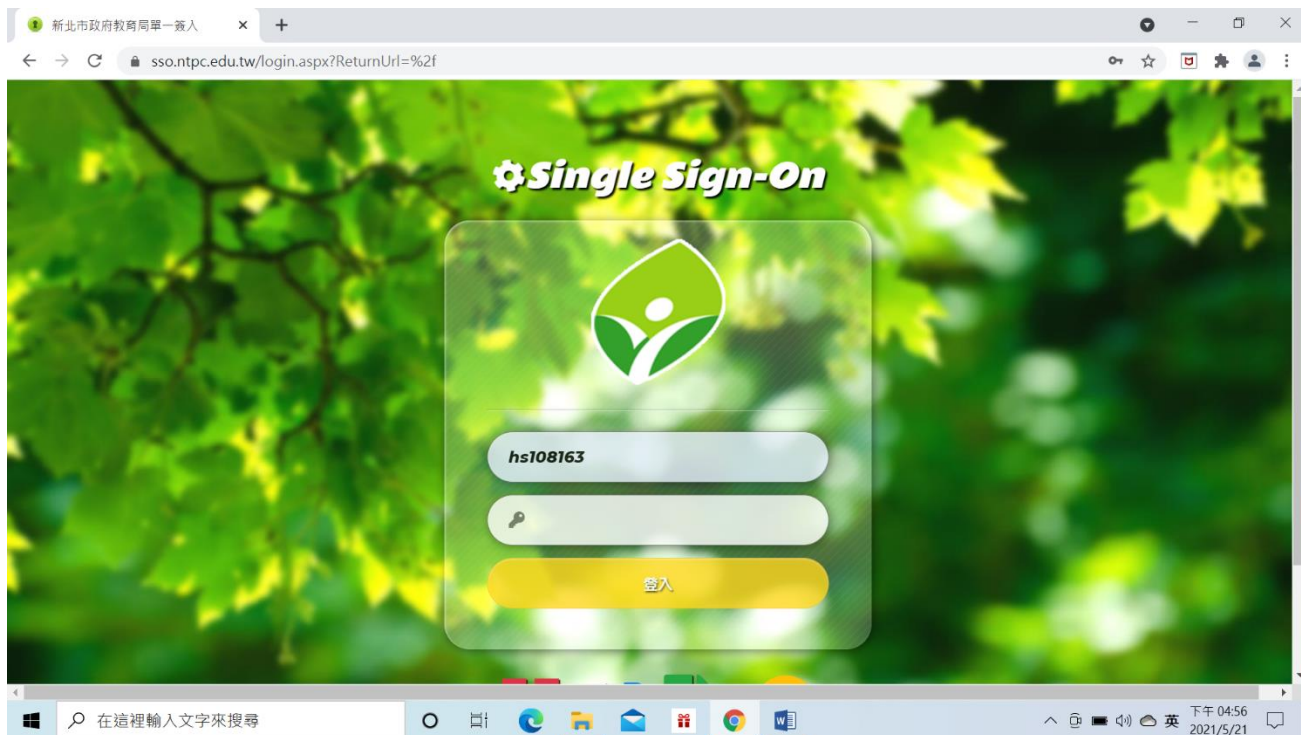 新北市政府教育局單一簽入
sso.ntpc.edu.tw/login.aspx?ReturnUrl=%2f
Single Sign-On
hs108163
登入
在這裡輸入文字來搜尋
英
下午 04:56
2021/5/21